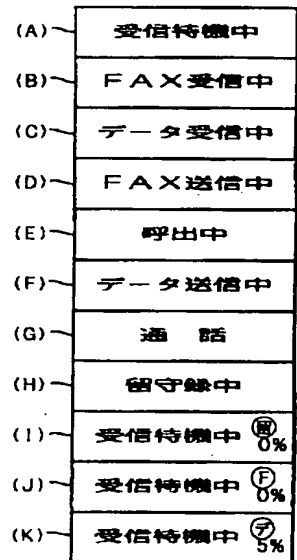 (A) 受信待機中
(B) FAX受信中
(C) データ受信中
(D) FAX送信中
(E) 呼出中
(F) データ送信中
(G) 通 話
(H) 留守録中
(I) 受信待機中 �
留 0%
(J) 受信待機中 Ⓕ 0%
(K) 受信待機中 デ 5%